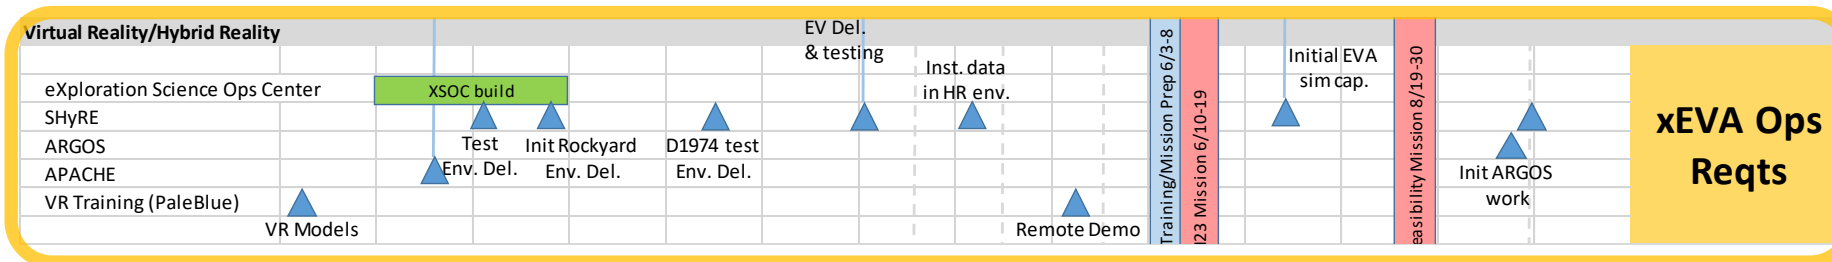 Virtual Reality/Hybrid Reality
EV Del.
& testing
Inst. data
in HR env.
Initial EVA
sim cap.
eXploration Science Ops Center
XSOC build
SHyRE
ARGOS
APACHE
VR Training (PaleBlue)
Test
Env. Del.
Init Rockyard
Env. Del.
D1974 test
Env. Del.
VR Models
Remote Demo
Training/Mission Prep 6/3-8
Mission 6/10-19
Mission 8/19-30
Init ARGOS
work
xEVA Ops
Reqts